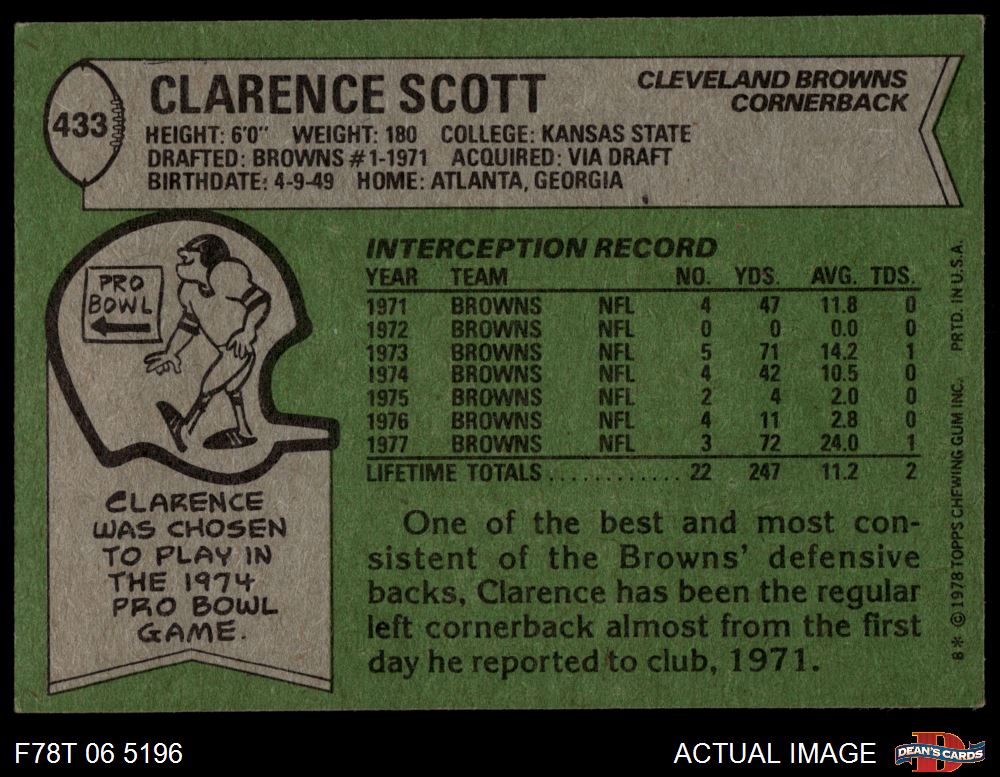 433
CLARENCE SCOTT
CLEVELAND BROWNS
CORNERBACK
HEIGHT: 6'0" WEIGHT: 180 COLLEGE: KANSAS STATE
DRAFTED: BROWNS #1-1971 ACQUIRED: VIA DRAFT
BIRTHDATE: 4-9-49 HOME: ATLANTA, GEORGIA
PRO
BOWL
CLARENCE
WAS CHOSEN
TO PLAY IN
THE 1974
PRO BOWL
GAME.
INTERCEPTION RECORD
YEAR TEAM NO. YDS. AVG. TDS.
1971 BROWNS NFL 4 47 11.8 0
1972 BROWNS NFL 0 0 0.0 0
1973 BROWNS NFL 5 71 14.2 1
1974 BROWNS NFL 4 42 10.5 0
1975 BROWNS NFL 2 4 2.0 0
1976 BROWNS NFL 4 11 2.8 0
1977 BROWNS NFL 3 72 24.0 1
LIFETIME TOTALS............ 22 247 11.2 2
One of the best and most con-
sistent of the Browns' defensive
backs, Clarence has been the regular
left cornerback almost from the first
day he reported to club, 1971.
8* © 1978 TOPPS CHEWING GUM INC. PRTD. IN U.S.A.
F78T 06 5196
ACTUAL IMAGE
D
DEAN'S CARDS